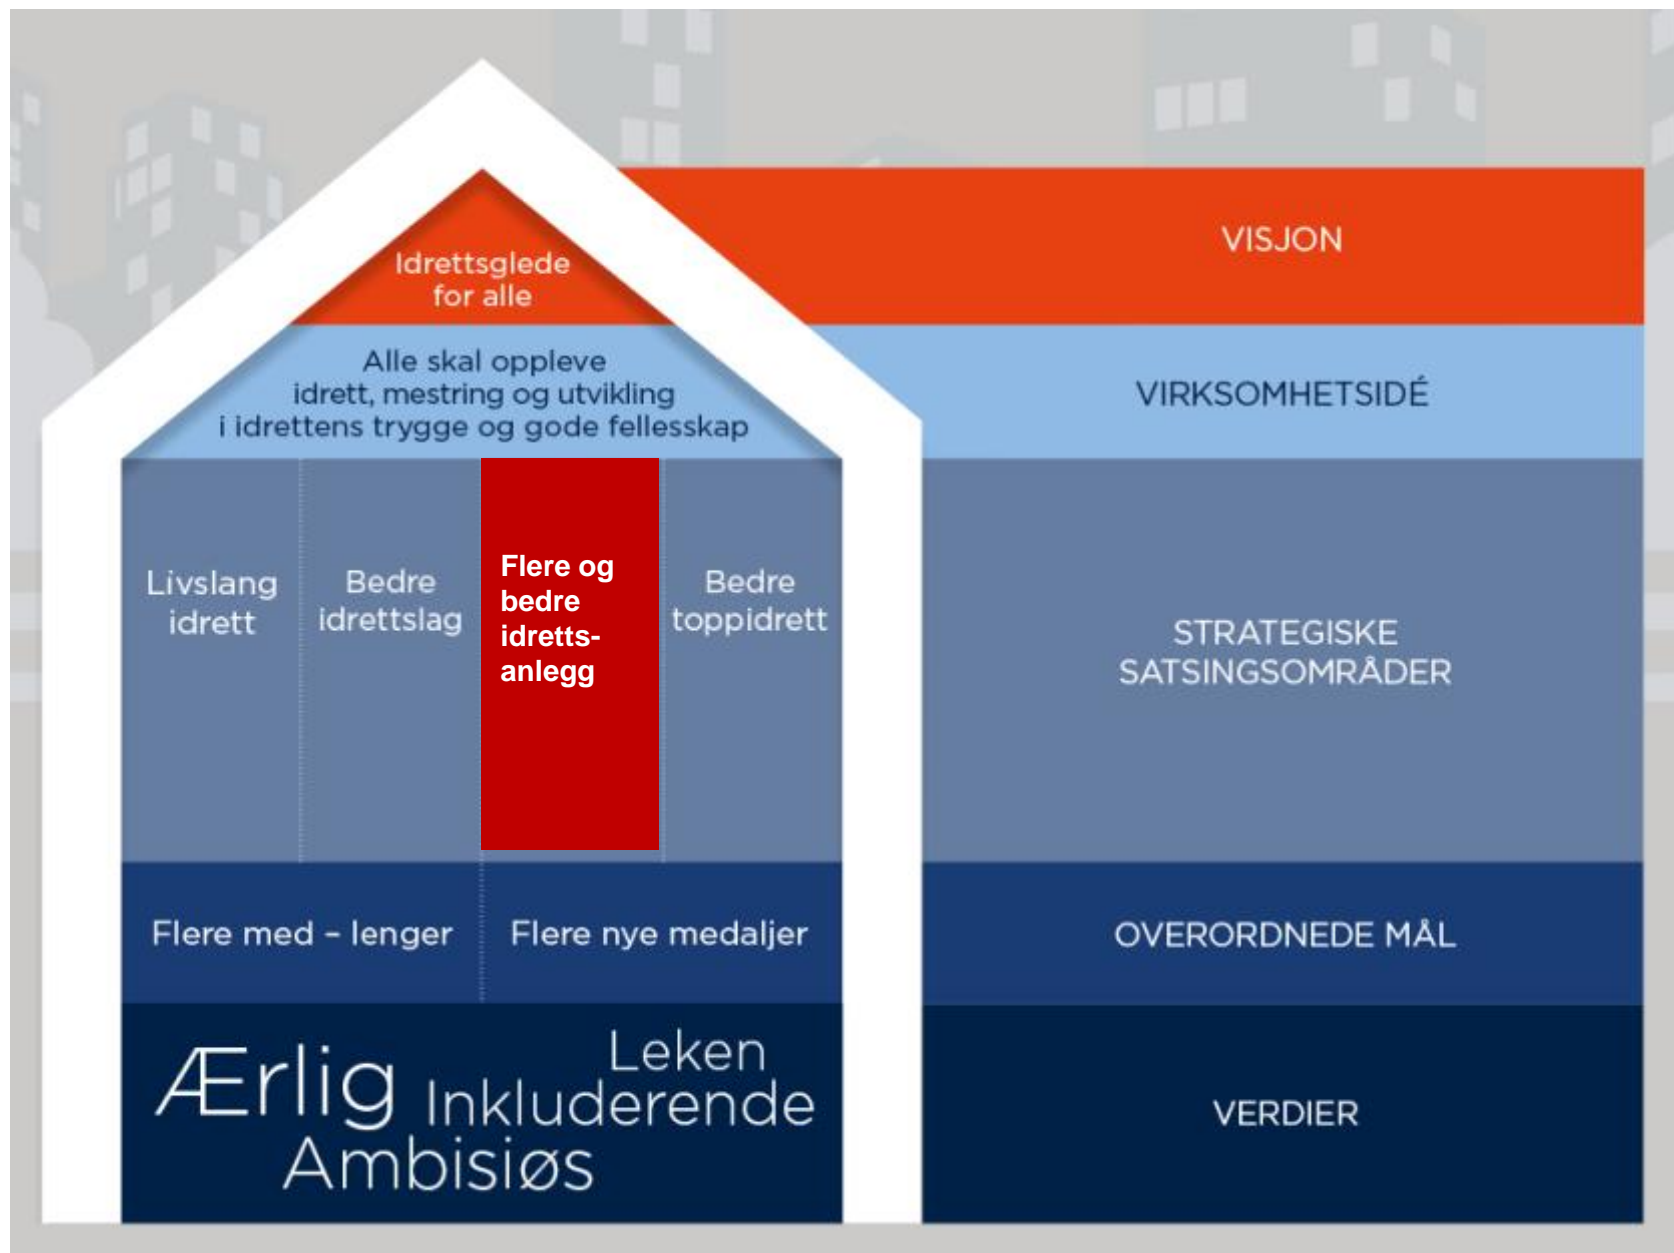 Idrettsglede
for alle
VISJON
Alle skal oppleve
idrett, mestring og utvikling
i idrettens trygge og gode fellesskap
VIRKSOMHETSIDÉ
Livslang
idrett
Bedre
idrettslag
Flere og
bedre
idretts-
anlegg
Bedre
toppidrett
STRATEGISKE
SATSINGSOMRÅDER
Flere med – lenger
Flere nye medaljer
OVERORDNEDE MÅL
Ærlig
Leken
Inkluderende
Ambisiøs
VERDIER